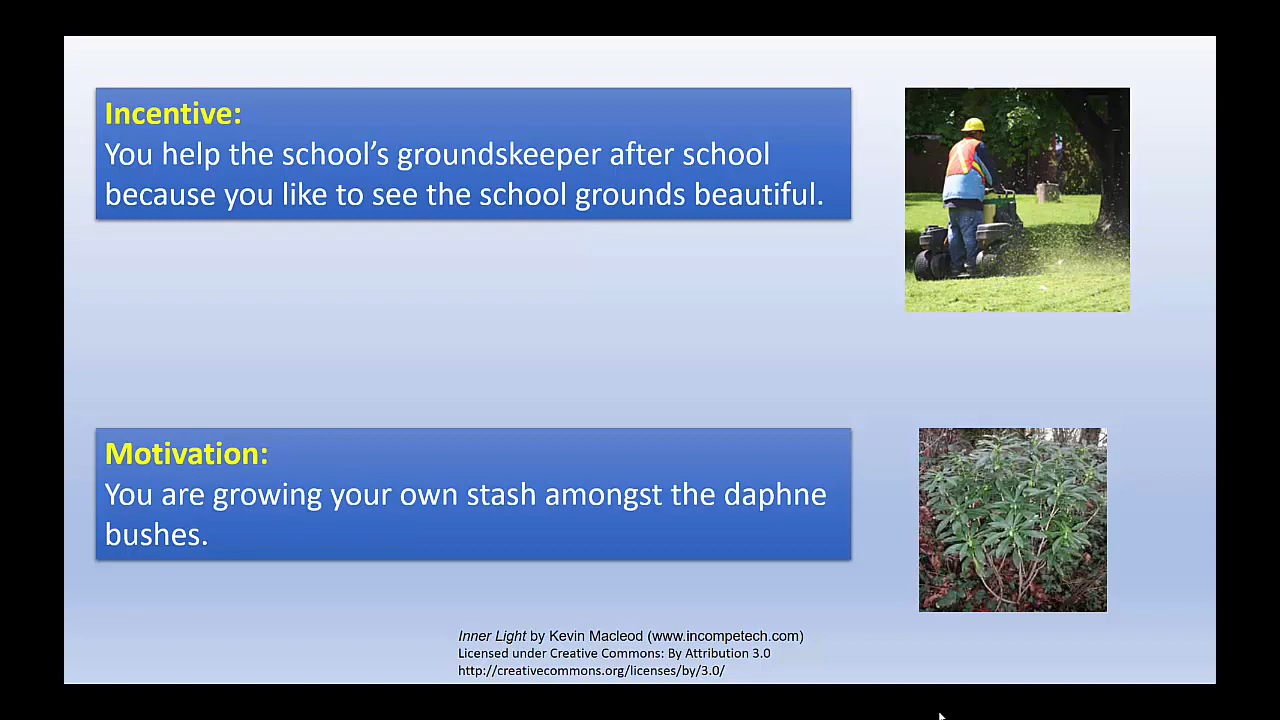 Incentive:
You help the school’s groundskeeper after school
because you like to see the school grounds beautiful.
Motivation:
You are growing your own stash amongst the daphne
bushes.
Inner Light by Kevin Macleod (www.incompetech.com)
Licensed under Creative Commons: By Attribution 3.0
http://creativecommons.org/licenses/by/3.0/